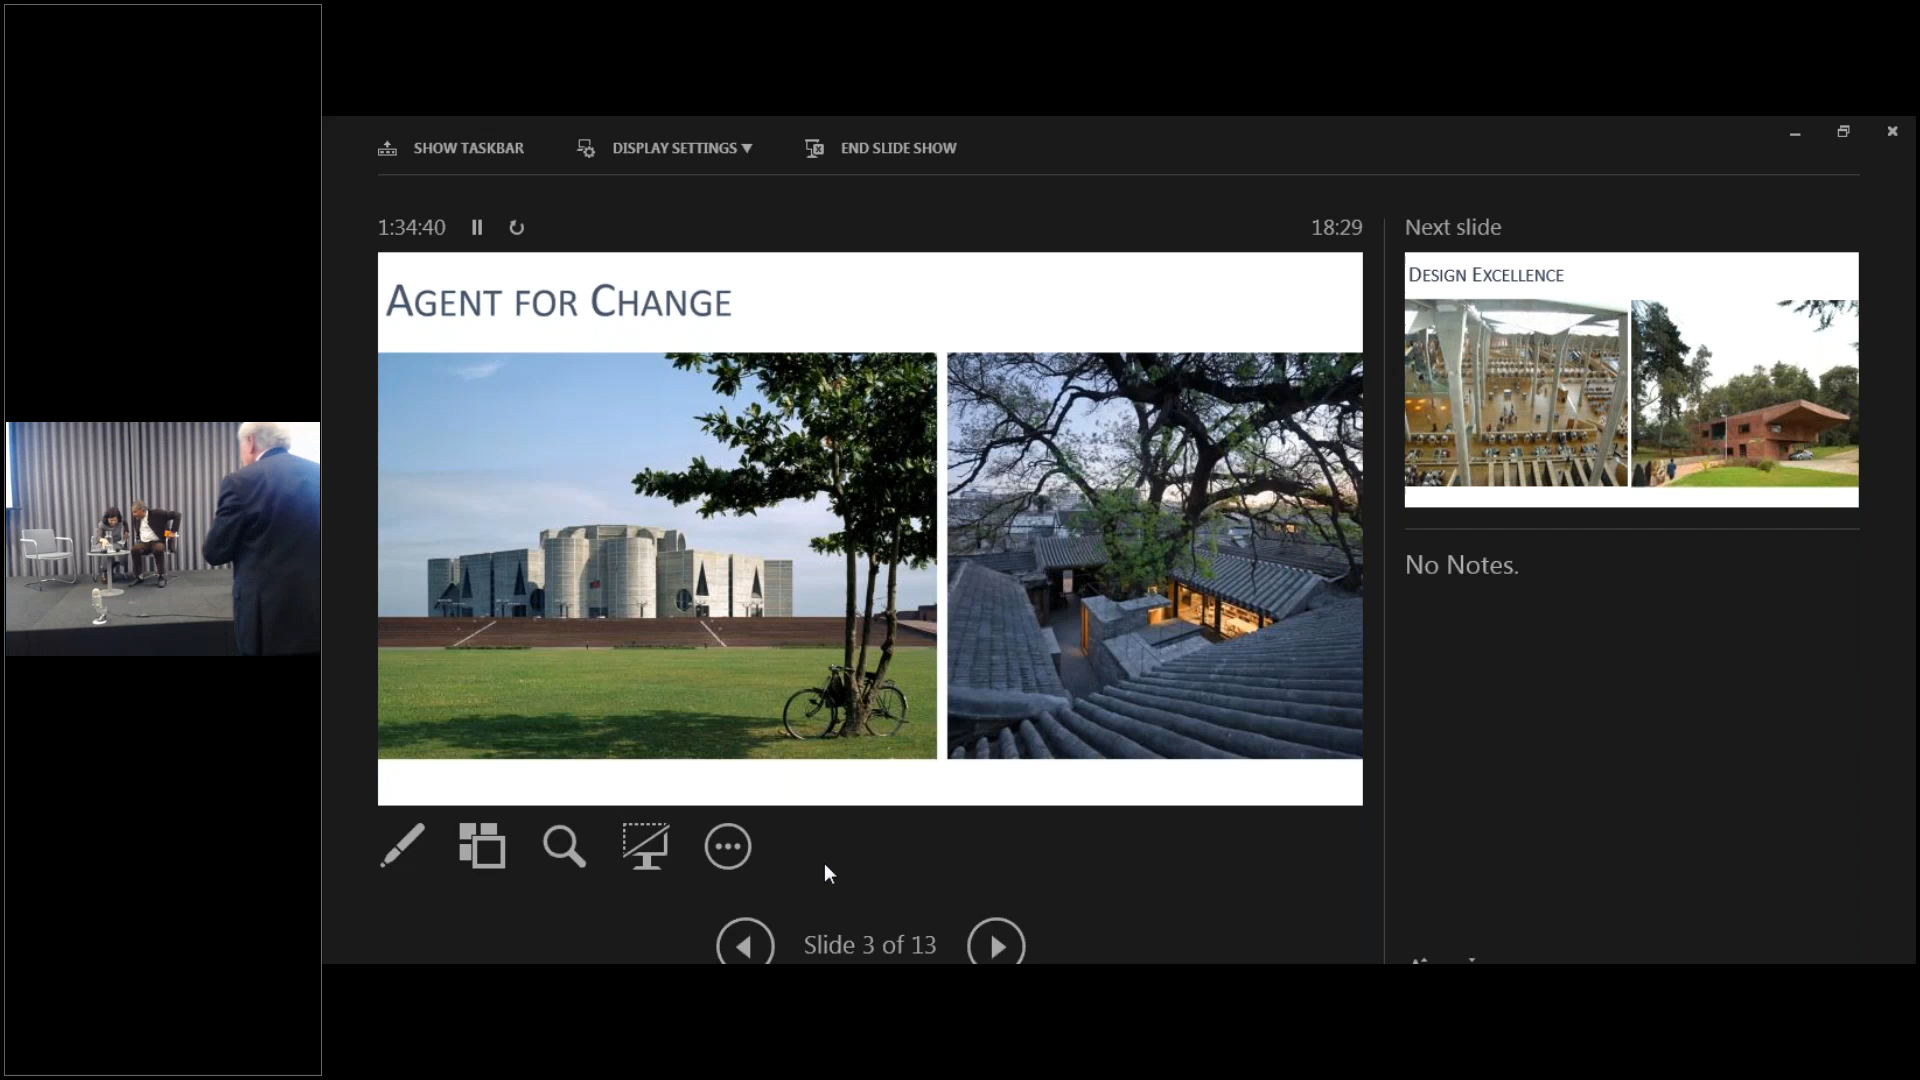 SHOW TASKBAR
DISPLAY SETTINGS ▼
END SLIDE SHOW
1:34:40
18:29
Next slide
AGENT FOR CHANGE
DESIGN EXCELLENCE
No Notes.
Slide 3 of 13